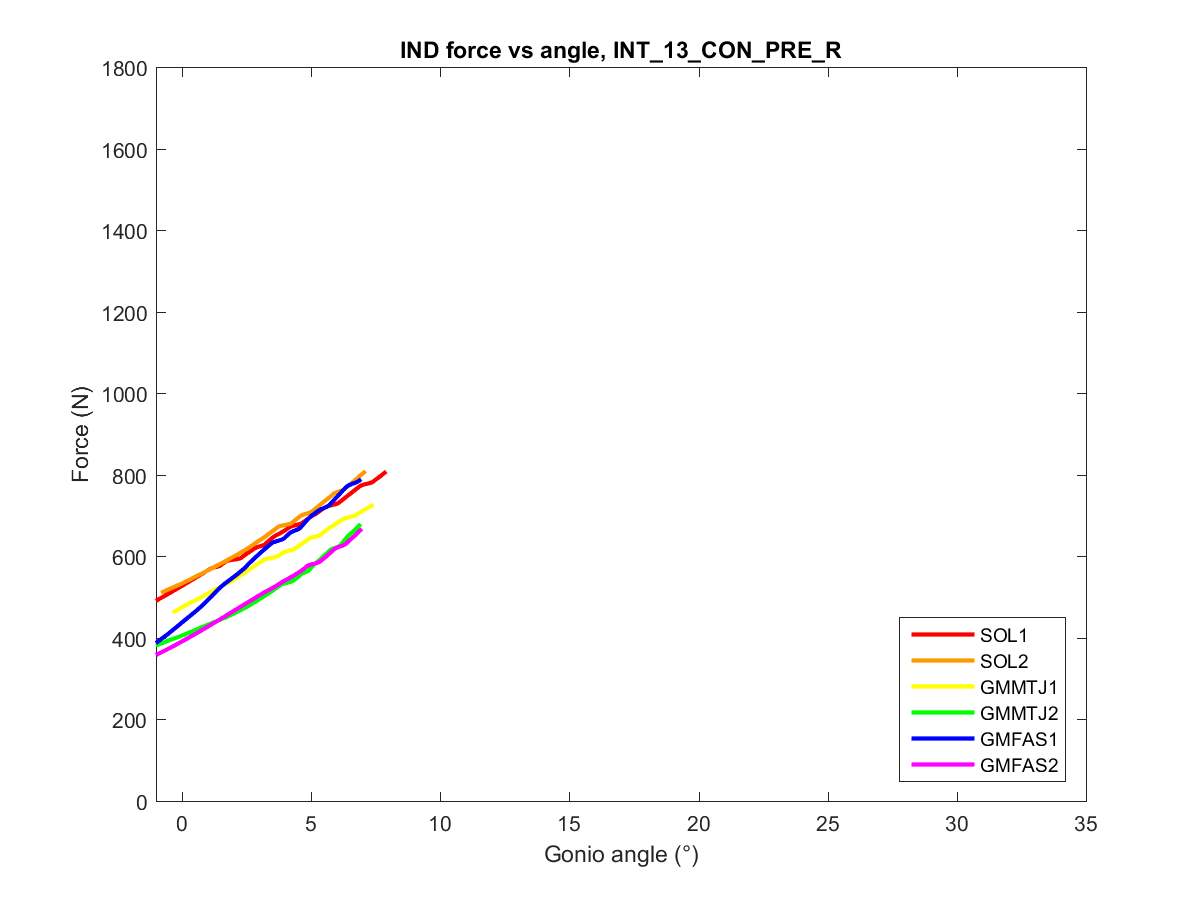 IND force vs angle, INT_13_CON_PRE_R
1800
1600
1400
1200
1000
800
600
400
200
0
Force (N)
0 5 10 15 20 25 30 35
Gonio angle (°)
SOL1
SOL2
GMMTJ1
GMMTJ2
GMFAS1
GMFAS2